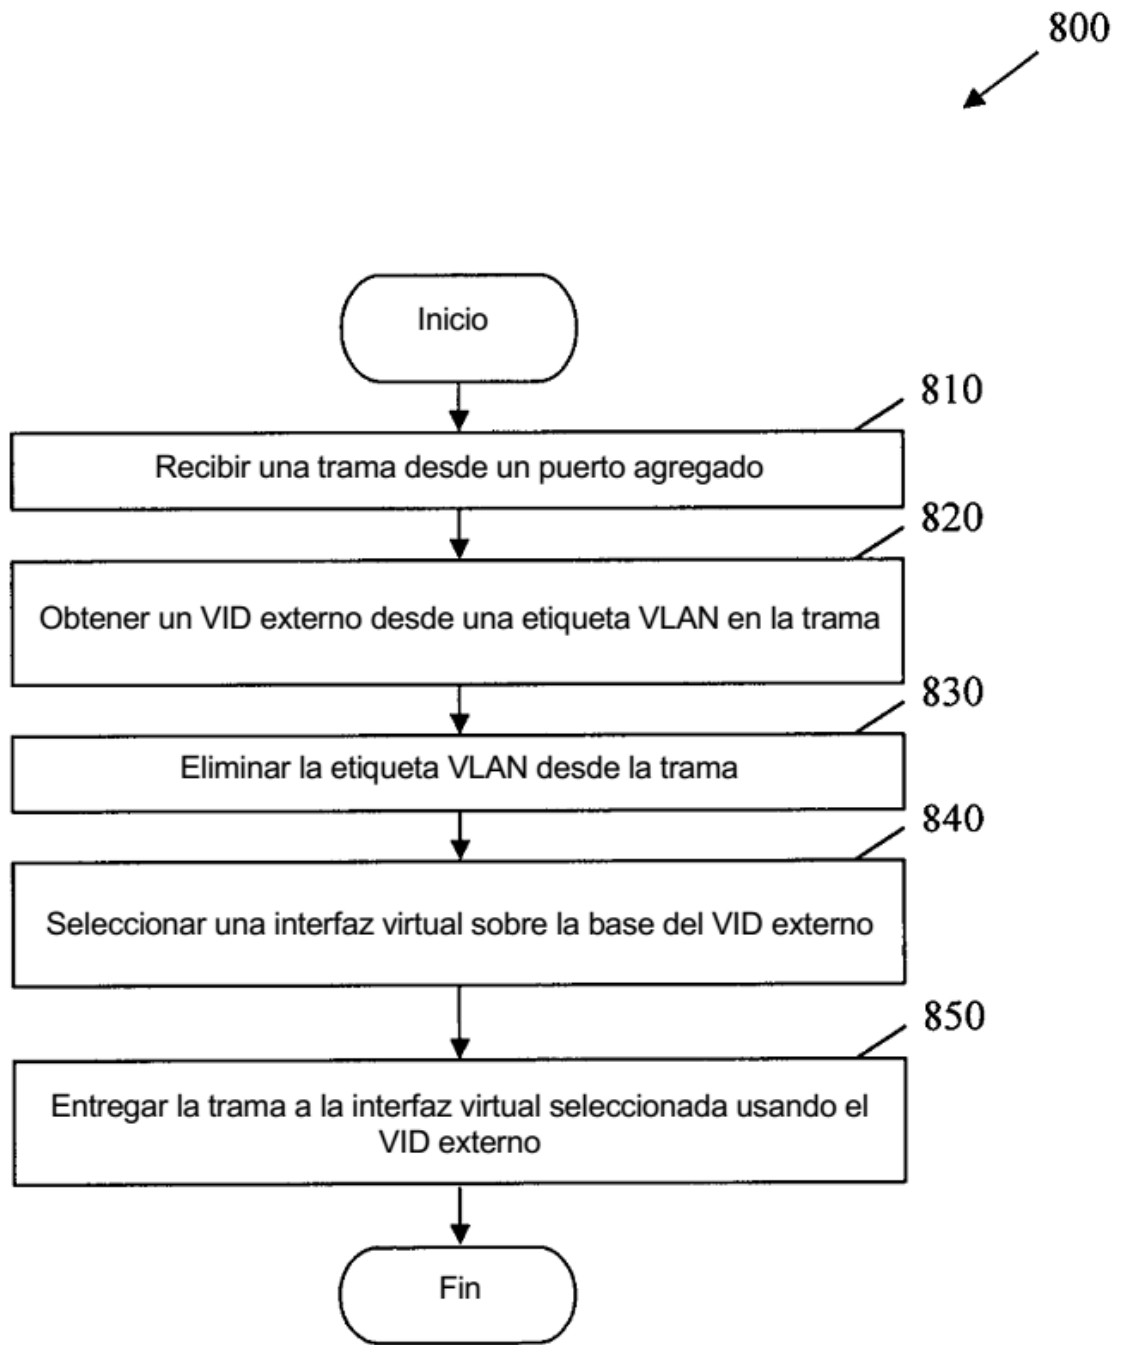 800
Inicio
810
Recibir una trama desde un puerto agregado
820
Obtener un VID externo desde una etiqueta VLAN en la trama
830
Eliminar la etiqueta VLAN desde la trama
840
Seleccionar una interfaz virtual sobre la base del VID externo
850
Entregar la trama a la interfaz virtual seleccionada usando el
VID externo
Fin